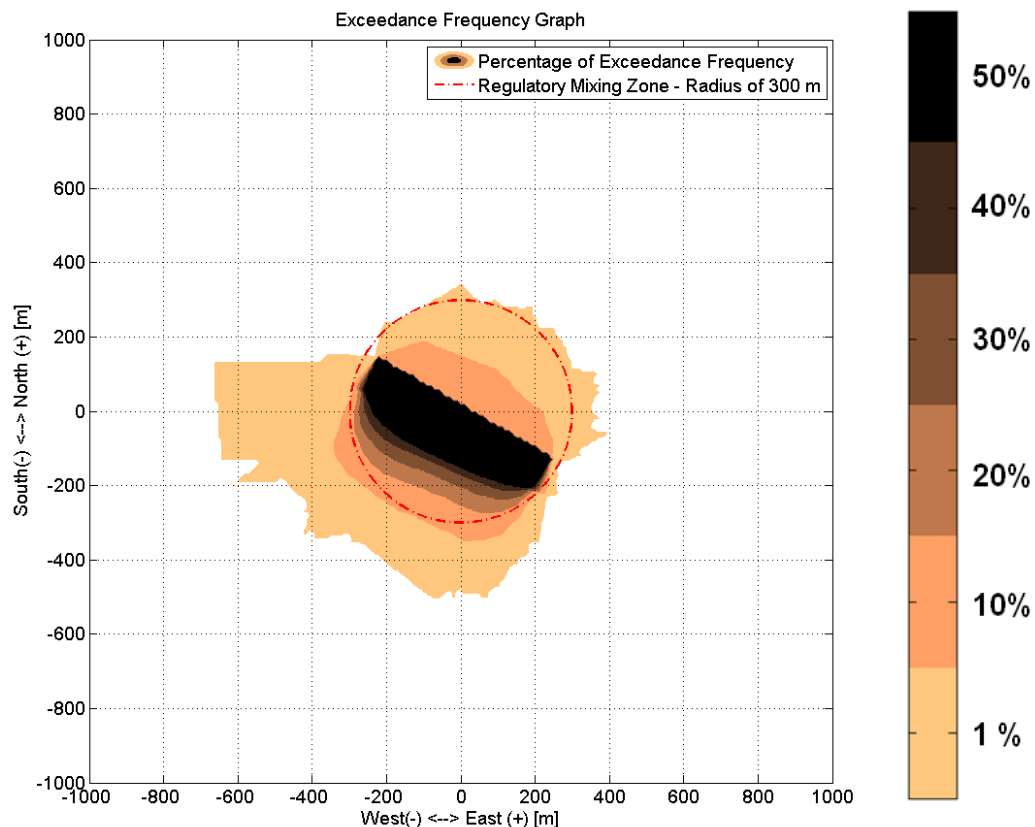 Exceedance Frequency Graph
Percentage of Exceedance Frequency
Regulatory Mixing Zone - Radius of 300 m
1000
800
600
400
200
0
-200
-400
-600
-800
-1000
South(-) <--> North (+) [m]
-1000 -800 -600 -400 -200 0 200 400 600 800 1000
West(-) <--> East (+) [m]
50%
40%
30%
20%
10%
1 %